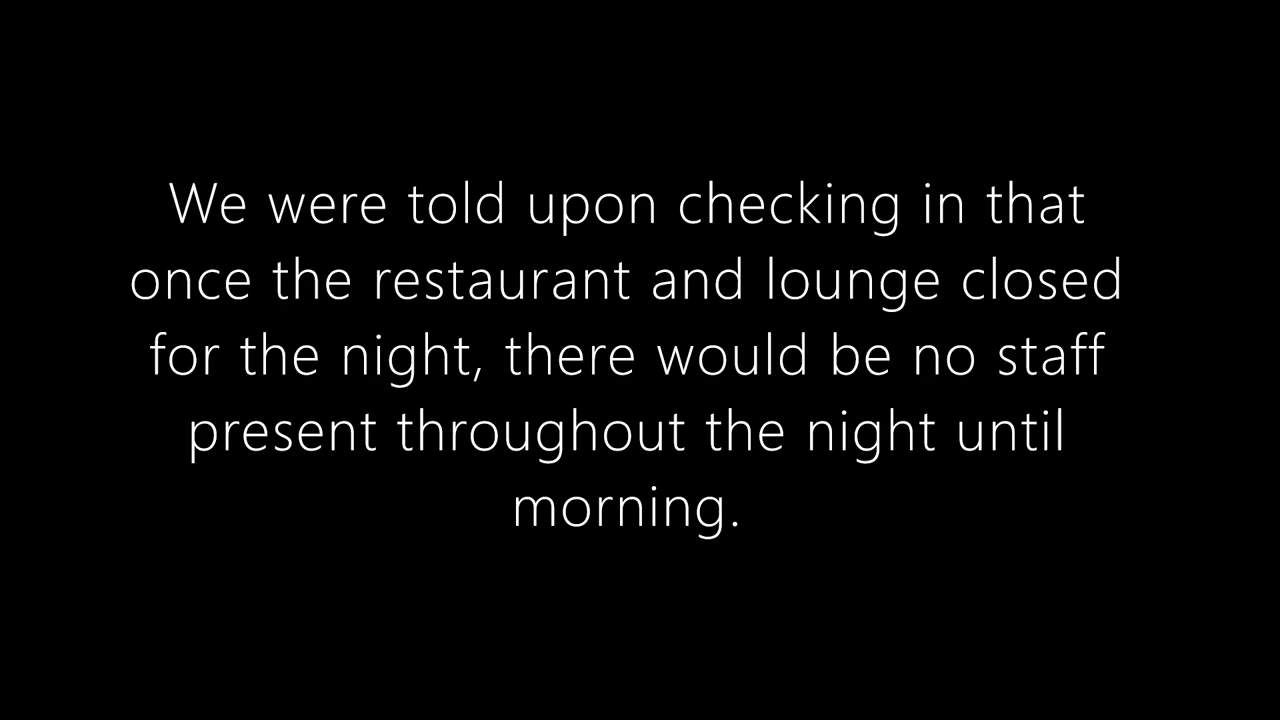 We were told upon checking in that
once the restaurant and lounge closed
for the night, there would be no staff
present throughout the night until
morning.